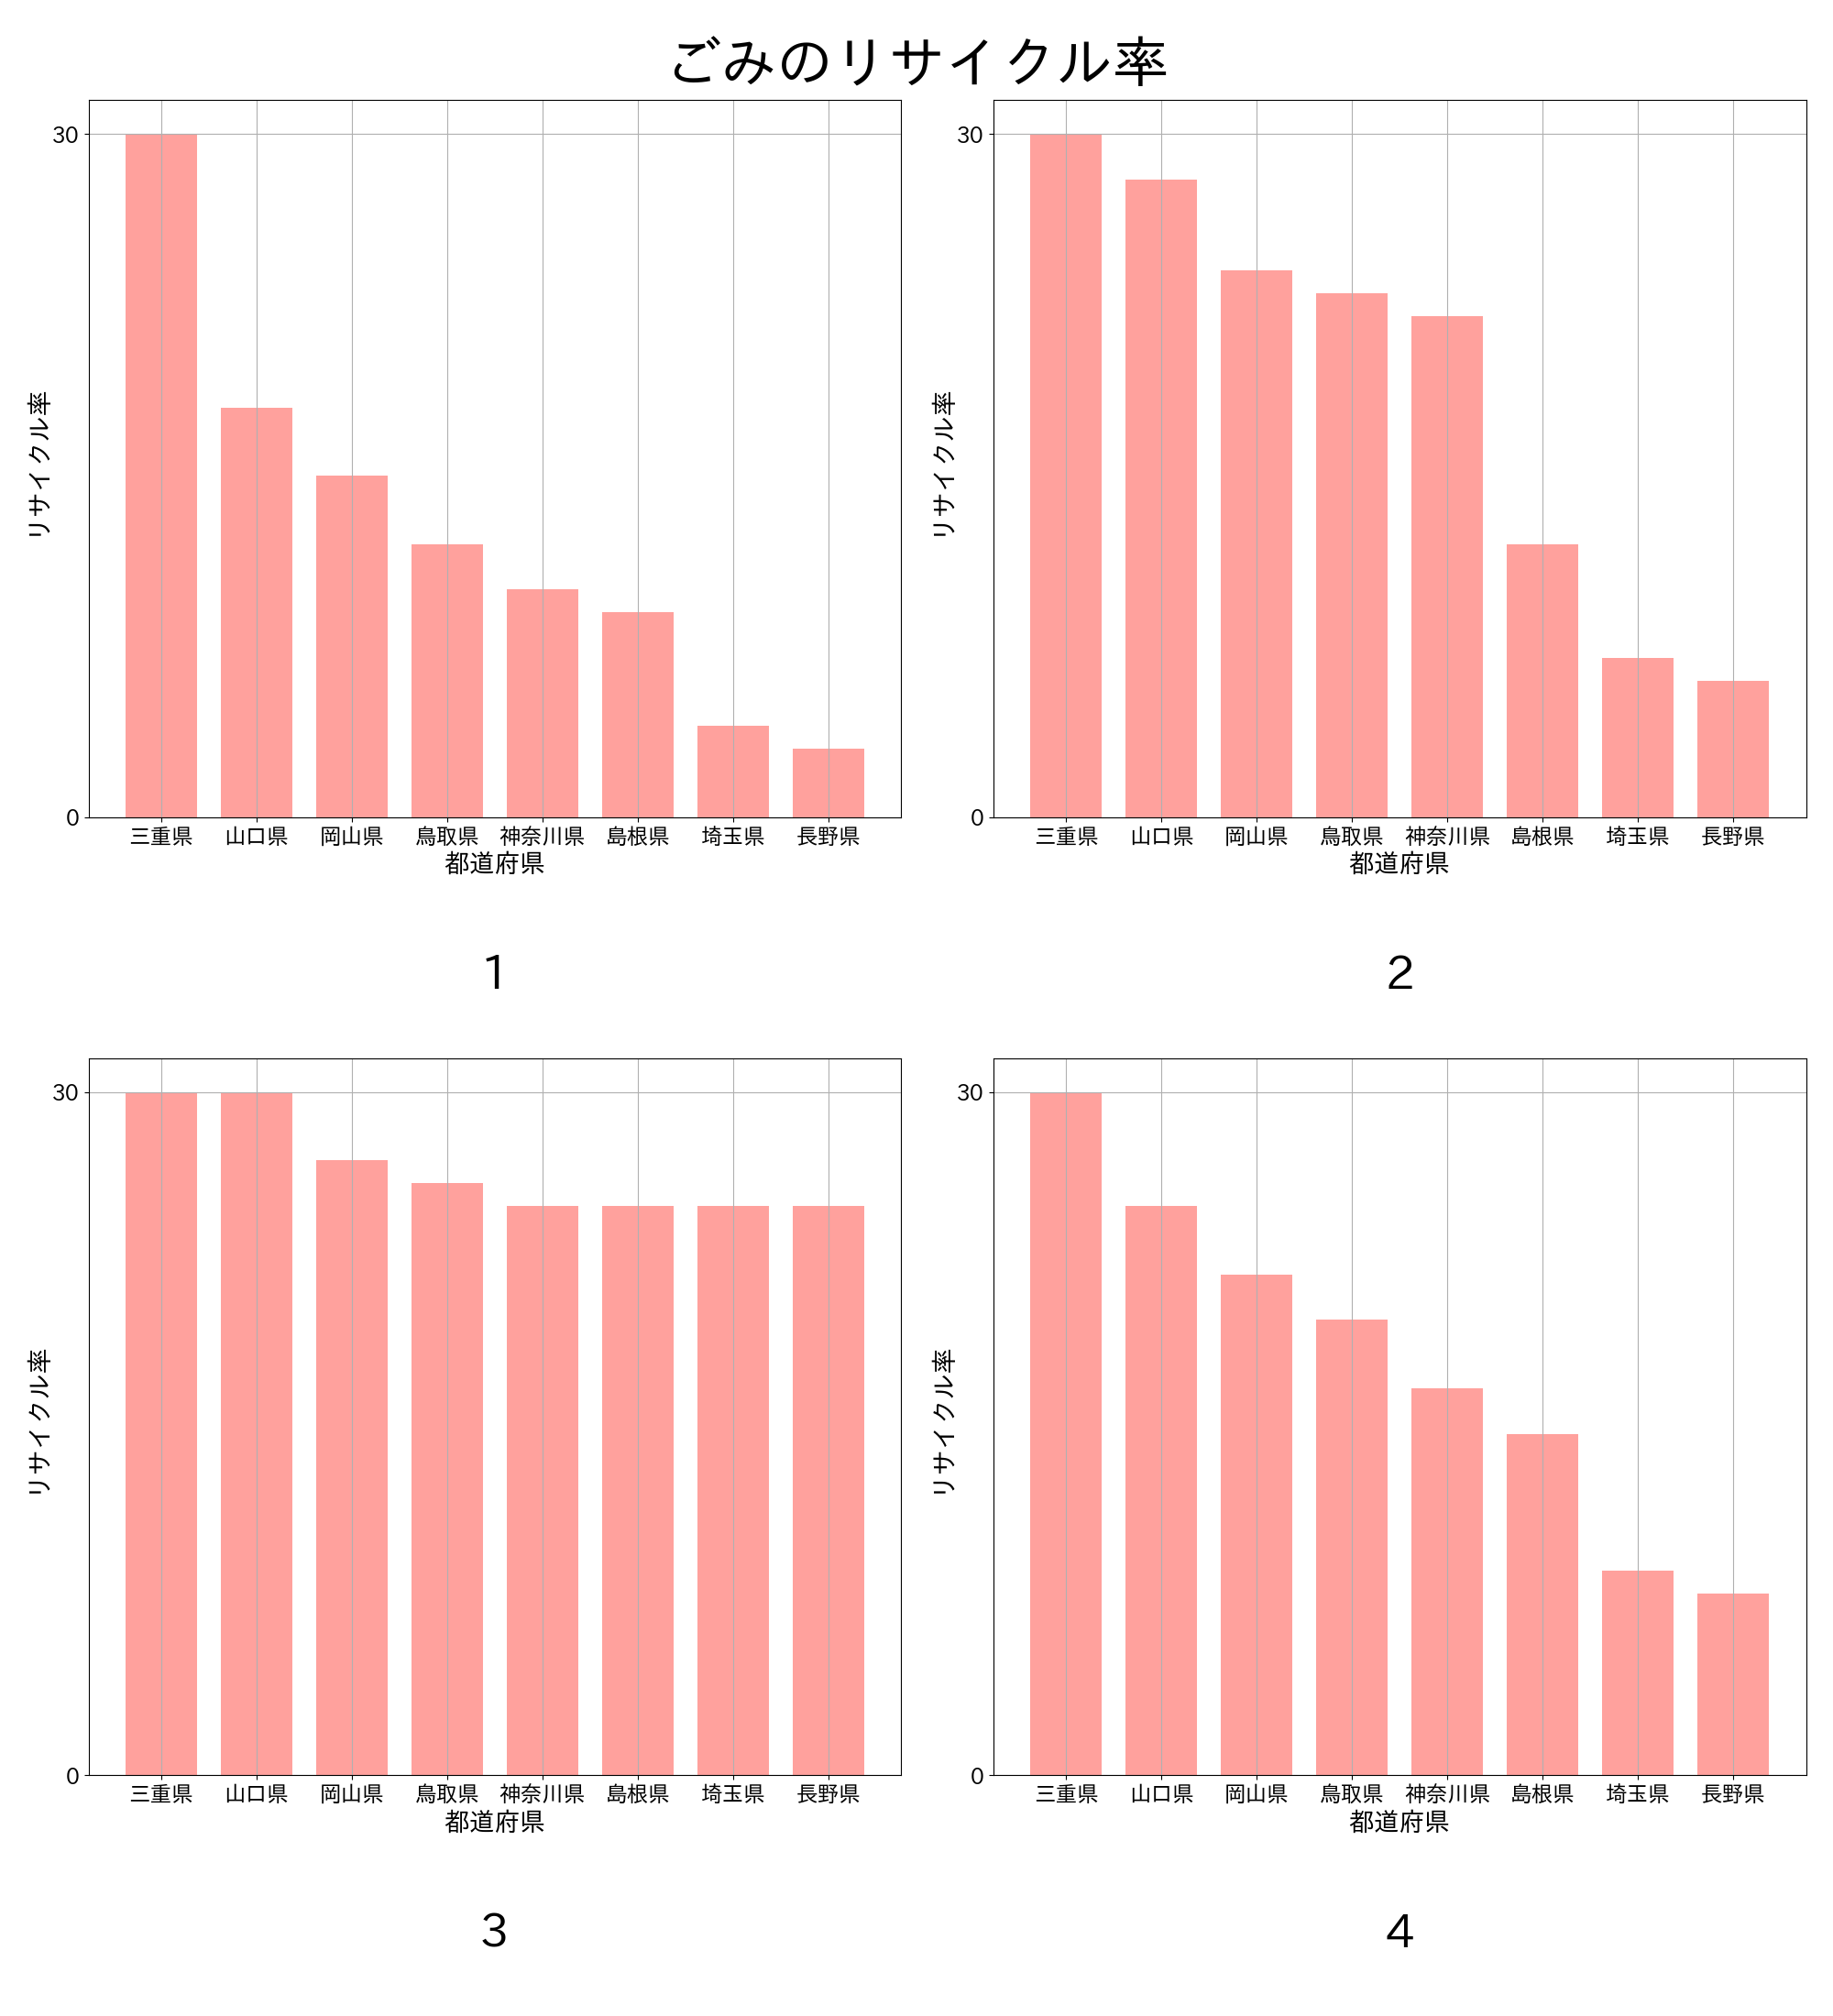 ごみのリサイクル率
30
0
リサイクル率
三重県 山口県 岡山県 鳥取県 神奈川県 島根県 埼玉県 長野県
都道府県
1
30
0
リサイクル率
三重県 山口県 岡山県 鳥取県 神奈川県 島根県 埼玉県 長野県
都道府県
2
30
0
リサイクル率
三重県 山口県 岡山県 鳥取県 神奈川県 島根県 埼玉県 長野県
都道府県
3
30
0
リサイクル率
三重県 山口県 岡山県 鳥取県 神奈川県 島根県 埼玉県 長野県
都道府県
4